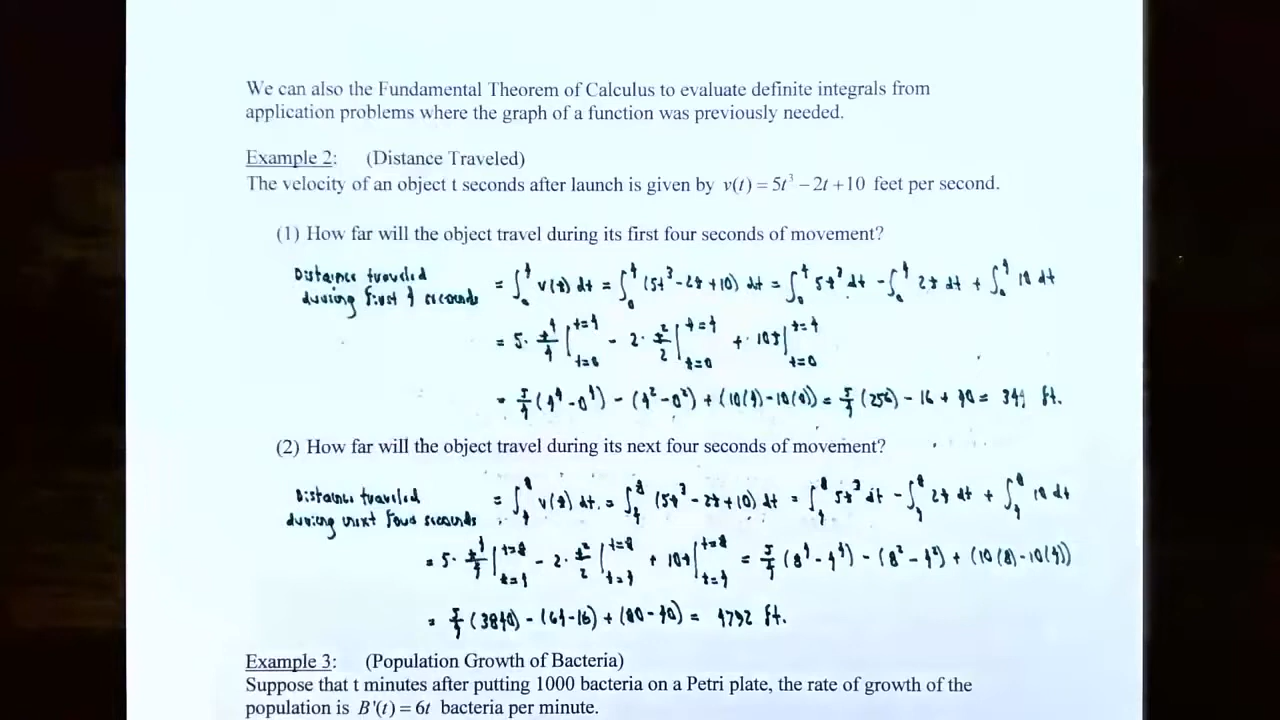 We can also the Fundamental Theorem of Calculus to evaluate definite integrals from
application problems where the graph of a function was previously needed.
Example 2: (Distance Traveled)
The velocity of an object t seconds after launch is given by v(t) = 5t³ − 2t + 10 feet per second.
(1) How far will the object travel during its first four seconds of movement?
Distance traveled
during first 4 seconds = ∫₀⁴ v(t) dt = ∫₀⁴ (5t³ − 2t + 10) dt = ∫₀⁴ 5t³ dt − ∫₀⁴ 2t dt + ∫₀⁴ 10 dt
= 5 · t⁴/4 |ₜ₌₀ᵗ⁼⁴ − 2 · t²/2 |ₜ₌₀ᵗ⁼⁴ + 10t |ₜ₌₀ᵗ⁼⁴
= 5/4 (4⁴ − 0⁴) − (4² − 0²) + (10(4) − 10(0)) = 5/4 (256) − 16 + 40 = 344 ft.
(2) How far will the object travel during its next four seconds of movement?
Distance traveled
during next four seconds = ∫₄⁸ v(t) dt = ∫₄⁸ (5t³ − 2t + 10) dt = ∫₄⁸ 5t³ dt − ∫₄⁸ 2t dt + ∫₄⁸ 10 dt
= 5 · t⁴/4 |ₜ₌₄ᵗ⁼⁸ − 2 · t²/2 |ₜ₌₄ᵗ⁼⁸ + 10t |ₜ₌₄ᵗ⁼⁸ = 5/4 (8⁴ − 4⁴) − (8² − 4²) + (10(8) − 10(4))
= 5/4 (3840) − (64 − 16) + (80 − 40) = 4792 ft.
Example 3: (Population Growth of Bacteria)
Suppose that t minutes after putting 1000 bacteria on a Petri plate, the rate of growth of the
population is B'(t) = 6t bacteria per minute.